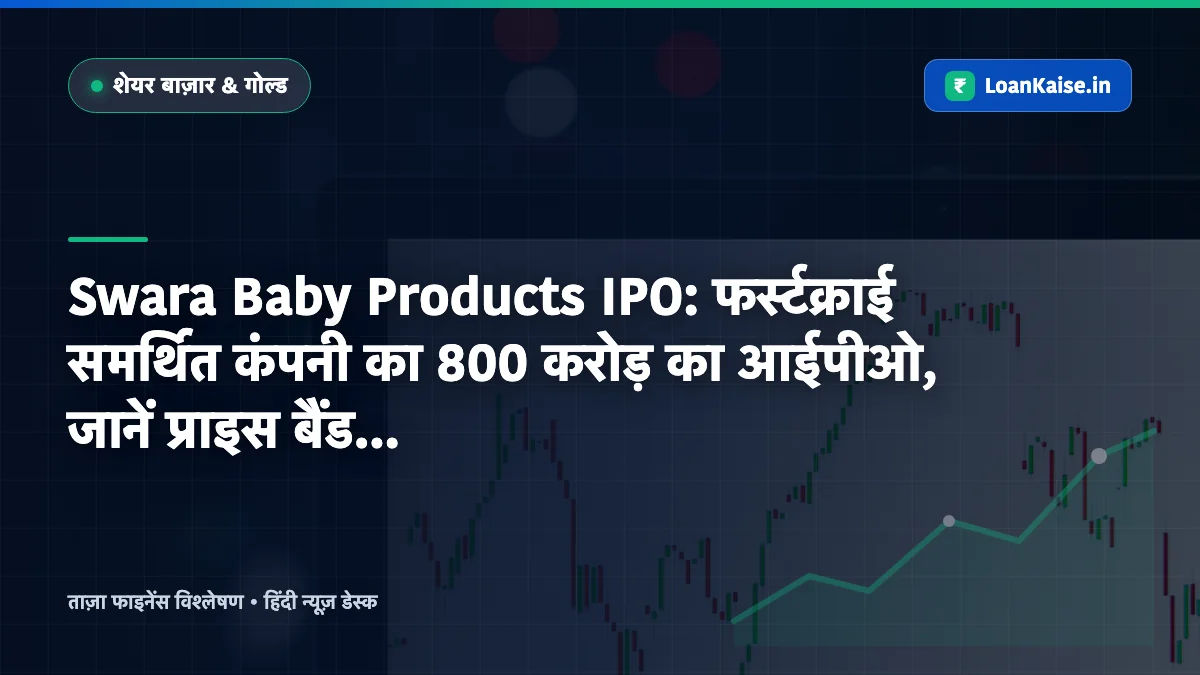 शेयर बाज़ार & गोल्ड
₹ LoanKaise.in
Swara Baby Products IPO: फर्स्टक्राई
समर्थित कंपनी का 800 करोड़ का आईपीओ,
जानें प्राइस बैंड...
ताज़ा फाइनेंस विश्लेषण • हिंदी न्यूज़ डेस्क